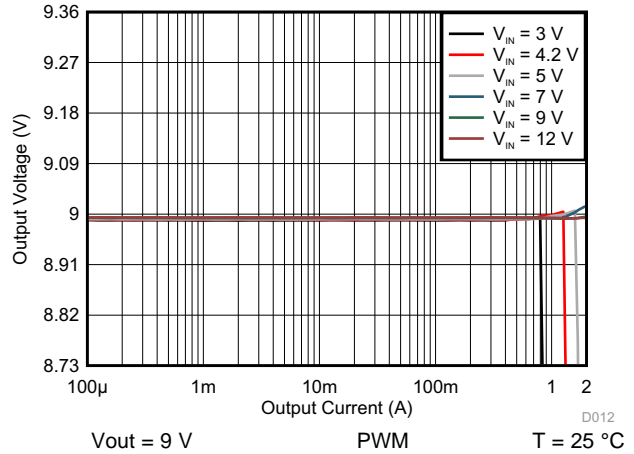 9.36
9.27
9.18
9.09
9
8.91
8.82
8.73
Output Voltage (V)
V_IN = 3 V
V_IN = 4.2 V
V_IN = 5 V
V_IN = 7 V
V_IN = 9 V
V_IN = 12 V
100µ 1m 10m 100m 1 2
Output Current (A)
D012
Vout = 9 V PWM T = 25 °C